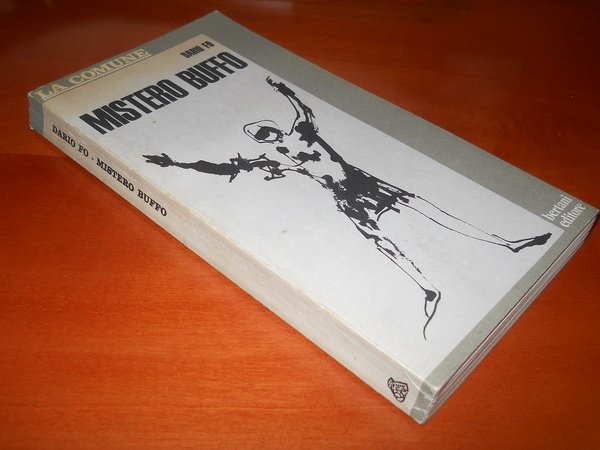 LA COMUNE
DARIO FO
MISTERO BUFFO
bertani
editore
DARIO FO - MISTERO BUFFO